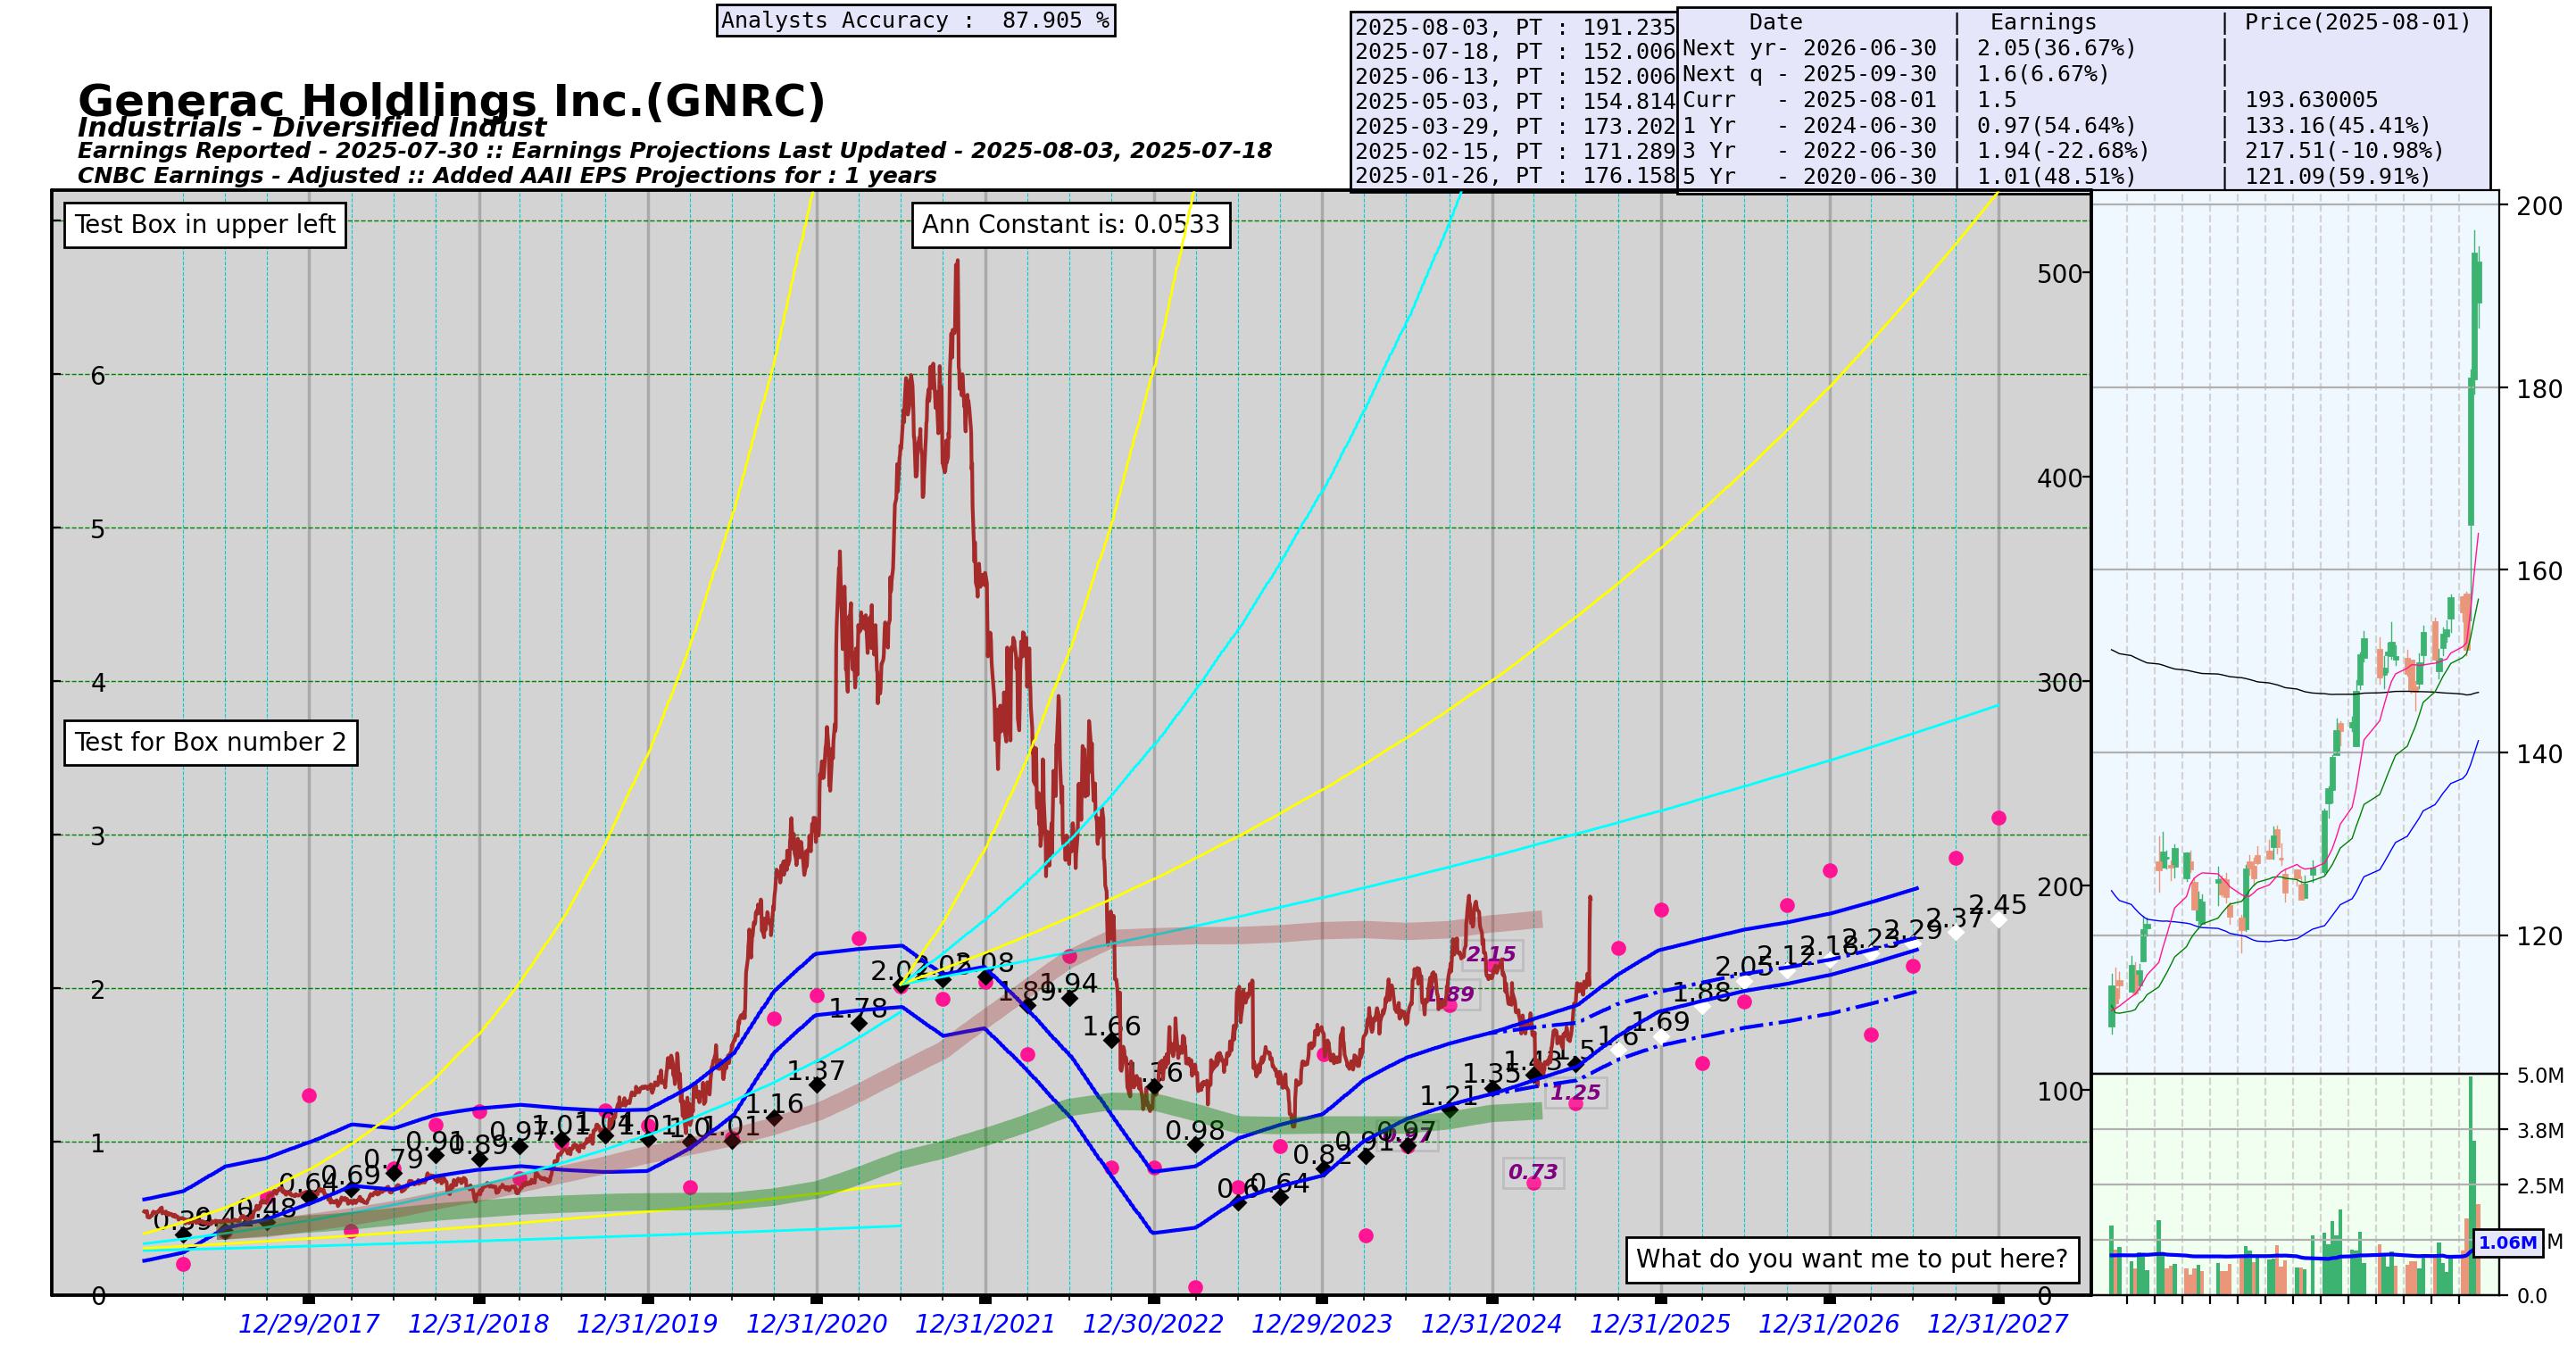 Analysts Accuracy :  87.905 %
2025-08-03, PT : 191.235
2025-07-18, PT : 152.006
2025-06-13, PT : 152.006
2025-05-03, PT : 154.814
2025-03-29, PT : 173.202
2025-02-15, PT : 171.289
2025-01-26, PT : 176.158
Date | Earnings | Price(2025-08-01)
Next yr- 2026-06-30 | 2.05(36.67%) |
Next q - 2025-09-30 | 1.6(6.67%) |
Curr   - 2025-08-01 | 1.5 | 193.630005
1 Yr   - 2024-06-30 | 0.97(54.64%) | 133.16(45.41%)
3 Yr   - 2022-06-30 | 1.94(-22.68%) | 217.51(-10.98%)
5 Yr   - 2020-06-30 | 1.01(48.51%) | 121.09(59.91%)
Generac Holdlings Inc.(GNRC)
Industrials - Diversified Indust
Earnings Reported - 2025-07-30 :: Earnings Projections Last Updated - 2025-08-03, 2025-07-18
CNBC Earnings - Adjusted :: Added AAII EPS Projections for : 1 years
Test Box in upper left
Ann Constant is: 0.0533
Test for Box number 2
What do you want me to put here?
6
5
4
3
2
1
0
500
400
300
200
100
0
200
180
160
140
120
5.0M
3.8M
2.5M
M
1.06M
0.0
0.48
0.64
0.69
0.79
0.91
0.89
0.97
1.01
1.04
1.01
1.0
1.01
1.16
1.37
1.78
2.08
1.89
1.94
1.66
0.98
0.6
0.64
0.82
0.91
0.97
1.21
1.35
1.43
1.5
1.6
1.69
1.88
2.05
2.12
2.18
2.23
2.29
2.37
2.45
1.89
2.15
0.73
1.25
12/29/2017
12/31/2018
12/31/2019
12/31/2020
12/31/2021
12/30/2022
12/29/2023
12/31/2024
12/31/2025
12/31/2026
12/31/2027